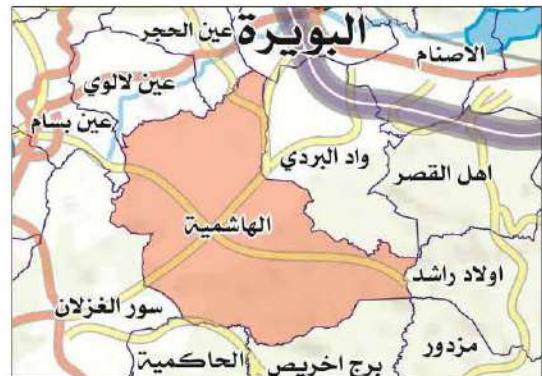 عين الحجر
البويرة
الاصنام
عين لالوي
عين بسام
واد البردي
اهل القصر
الهاشمية
اولاد راشد
سور الغزلان
مزدور
الحاكمية
برج اخريص